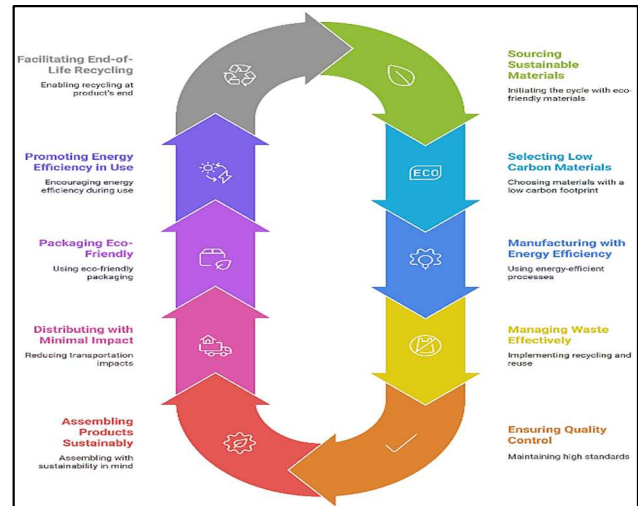 Facilitating End-of-
Life Recycling
Enabling recycling at
product's end
Promoting Energy
Efficiency in Use
Encouraging energy
efficiency during use
Packaging Eco-
Friendly
Using eco-friendly
packaging
Distributing with
Minimal Impact
Reducing transportation
impacts
Assembling
Products
Sustainably
Assembling with
sustainability in mind
ECO
Sourcing
Sustainable
Materials
Initiating the cycle with eco-
friendly materials
Selecting Low
Carbon Materials
Choosing materials with a
low carbon footprint
Manufacturing with
Energy Efficiency
Using energy-efficient
processes
Managing Waste
Effectively
Implementing recycling and
reuse
Ensuring Quality
Control
Maintaining high standards